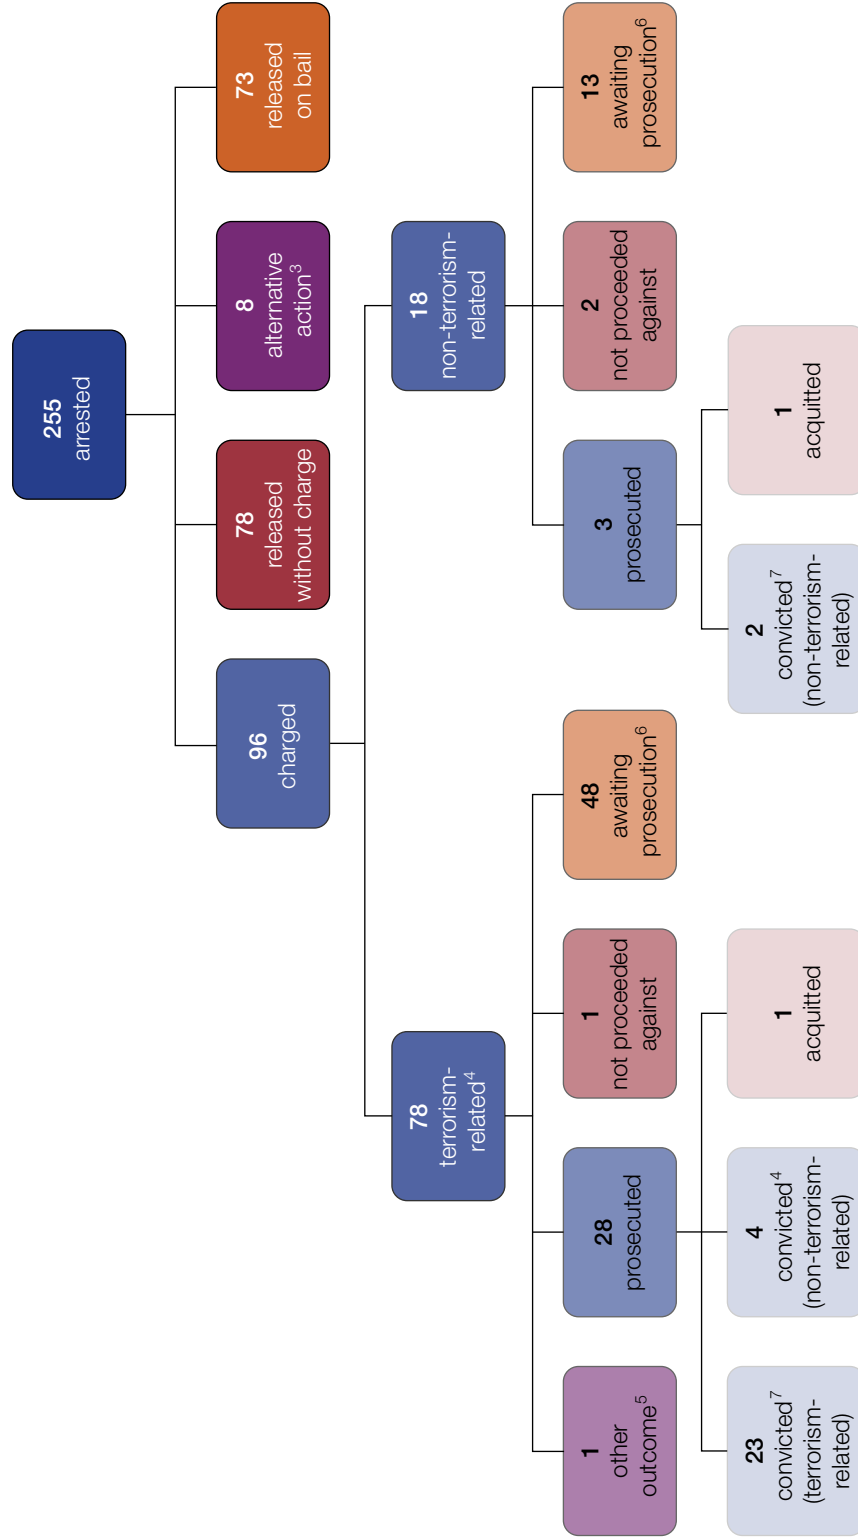 255
arrested
96
charged
78
released
without charge
8
alternative
action³
73
released
on bail
78
terrorism-
related⁴
18
non-terrorism-
related
1
other
outcome⁵
28
prosecuted
1
not proceeded
against
48
awaiting
prosecution⁶
3
prosecuted
2
not proceeded
against
13
awaiting
prosecution⁶
23
convicted⁷
(terrorism-
related)
4
convicted⁴
(non-terrorism-
related)
1
acquitted
2
convicted⁷
(non-terrorism-
related)
1
acquitted